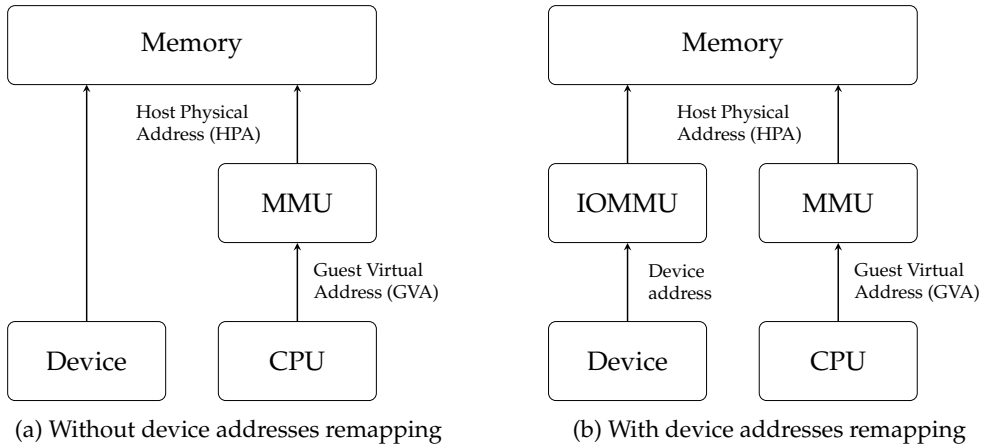 Memory
Host Physical
Address (HPA)
MMU
Guest Virtual
Address (GVA)
Device
CPU
(a) Without device addresses remapping
Memory
Host Physical
Address (HPA)
IOMMU
MMU
Device
address
Guest Virtual
Address (GVA)
Device
CPU
(b) With device addresses remapping